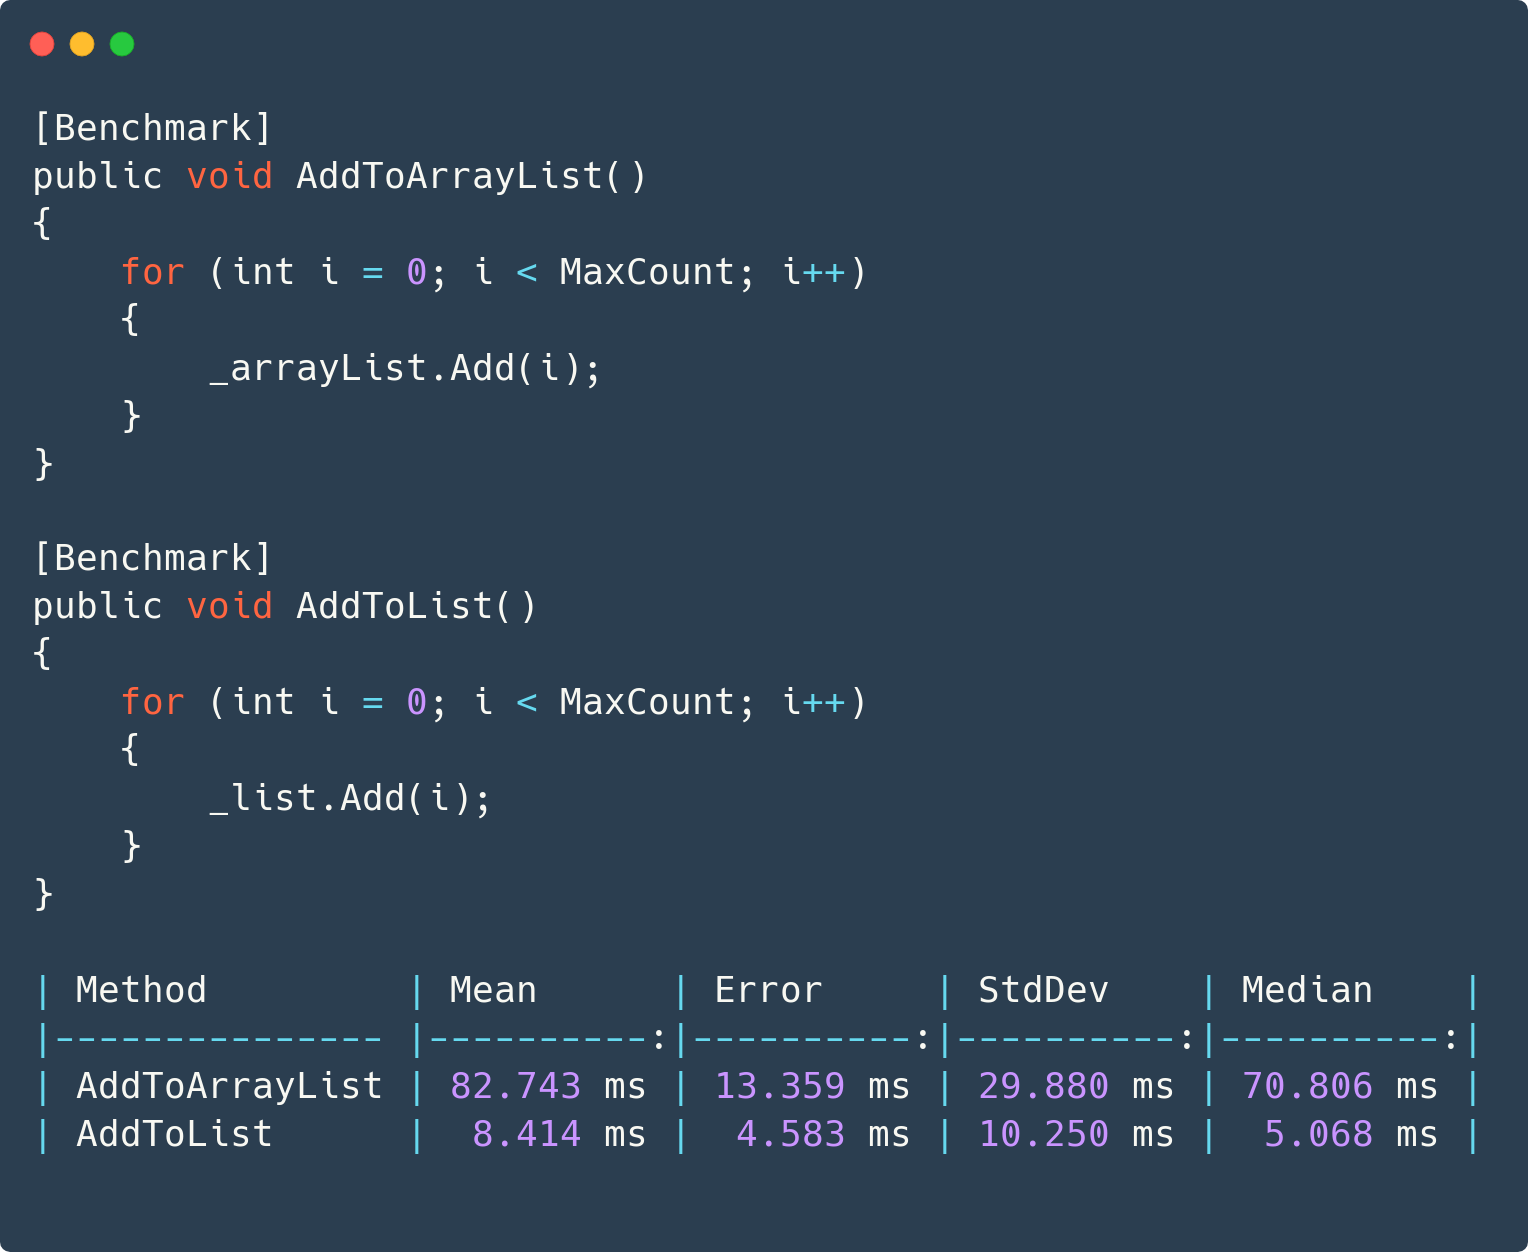 [Benchmark]
public void AddToArrayList()
{
    for (int i = 0; i < MaxCount; i++)
    {
        _arrayList.Add(i);
    }
}

[Benchmark]
public void AddToList()
{
    for (int i = 0; i < MaxCount; i++)
    {
        _list.Add(i);
    }
}

| Method         | Mean      | Error     | StdDev    | Median    |
|--------------- |----------:|----------:|----------:|----------:|
| AddToArrayList | 82.743 ms | 13.359 ms | 29.880 ms | 70.806 ms |
| AddToList      |  8.414 ms |  4.583 ms | 10.250 ms |  5.068 ms |